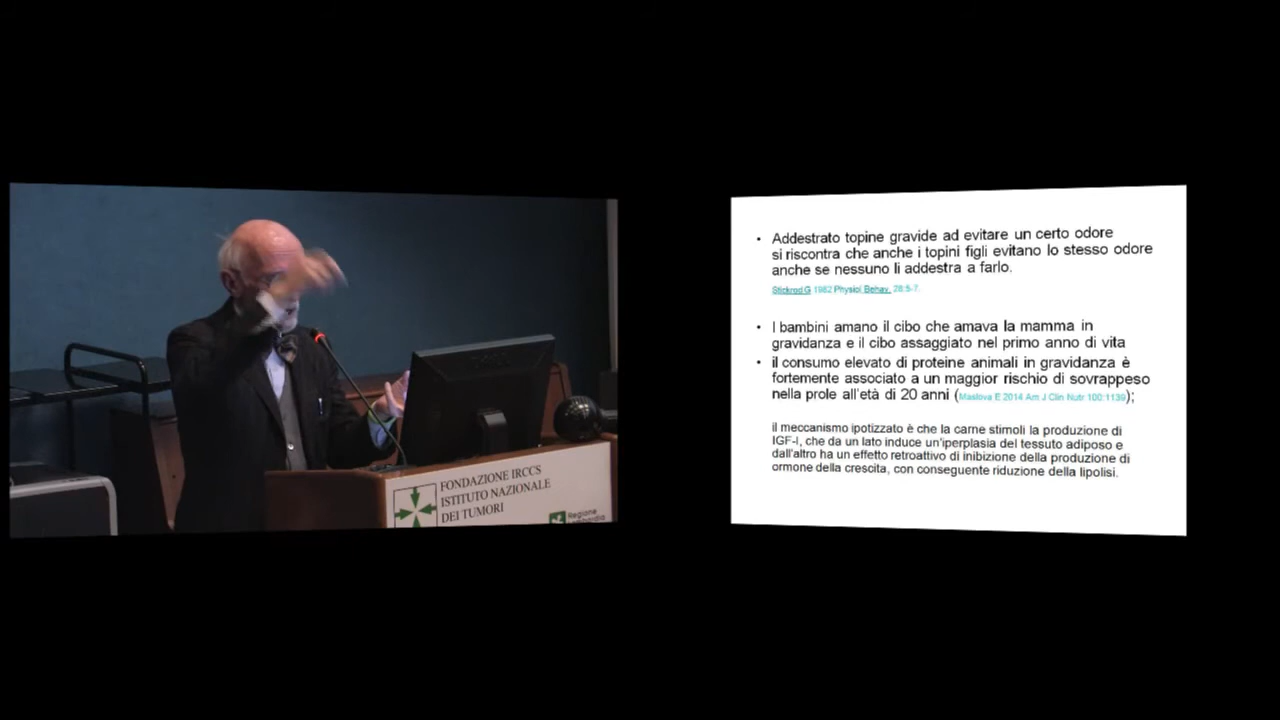 FONDAZIONE IRCCS
ISTITUTO NAZIONALE
DEI TUMORI
Regione
Lombardia
• Addestrato topine gravide ad evitare un certo odore
si riscontra che anche i topini figli evitano lo stesso odore
anche se nessuno li addestra a farlo.
Stickrod G 1982 Physiol Behav. 28:5-7.
• I bambini amano il cibo che amava la mamma in
gravidanza e il cibo assaggiato nel primo anno di vita
• il consumo elevato di proteine animali in gravidanza è
fortemente associato a un maggior rischio di sovrappeso
nella prole all'età di 20 anni (Maslova E 2014 Am J Clin Nutr 100:1139);
il meccanismo ipotizzato è che la carne stimoli la produzione di
IGF-I, che da un lato induce un'iperplasia del tessuto adiposo e
dall'altro ha un effetto retroattivo di inibizione della produzione di
ormone della crescita, con conseguente riduzione della lipolisi.